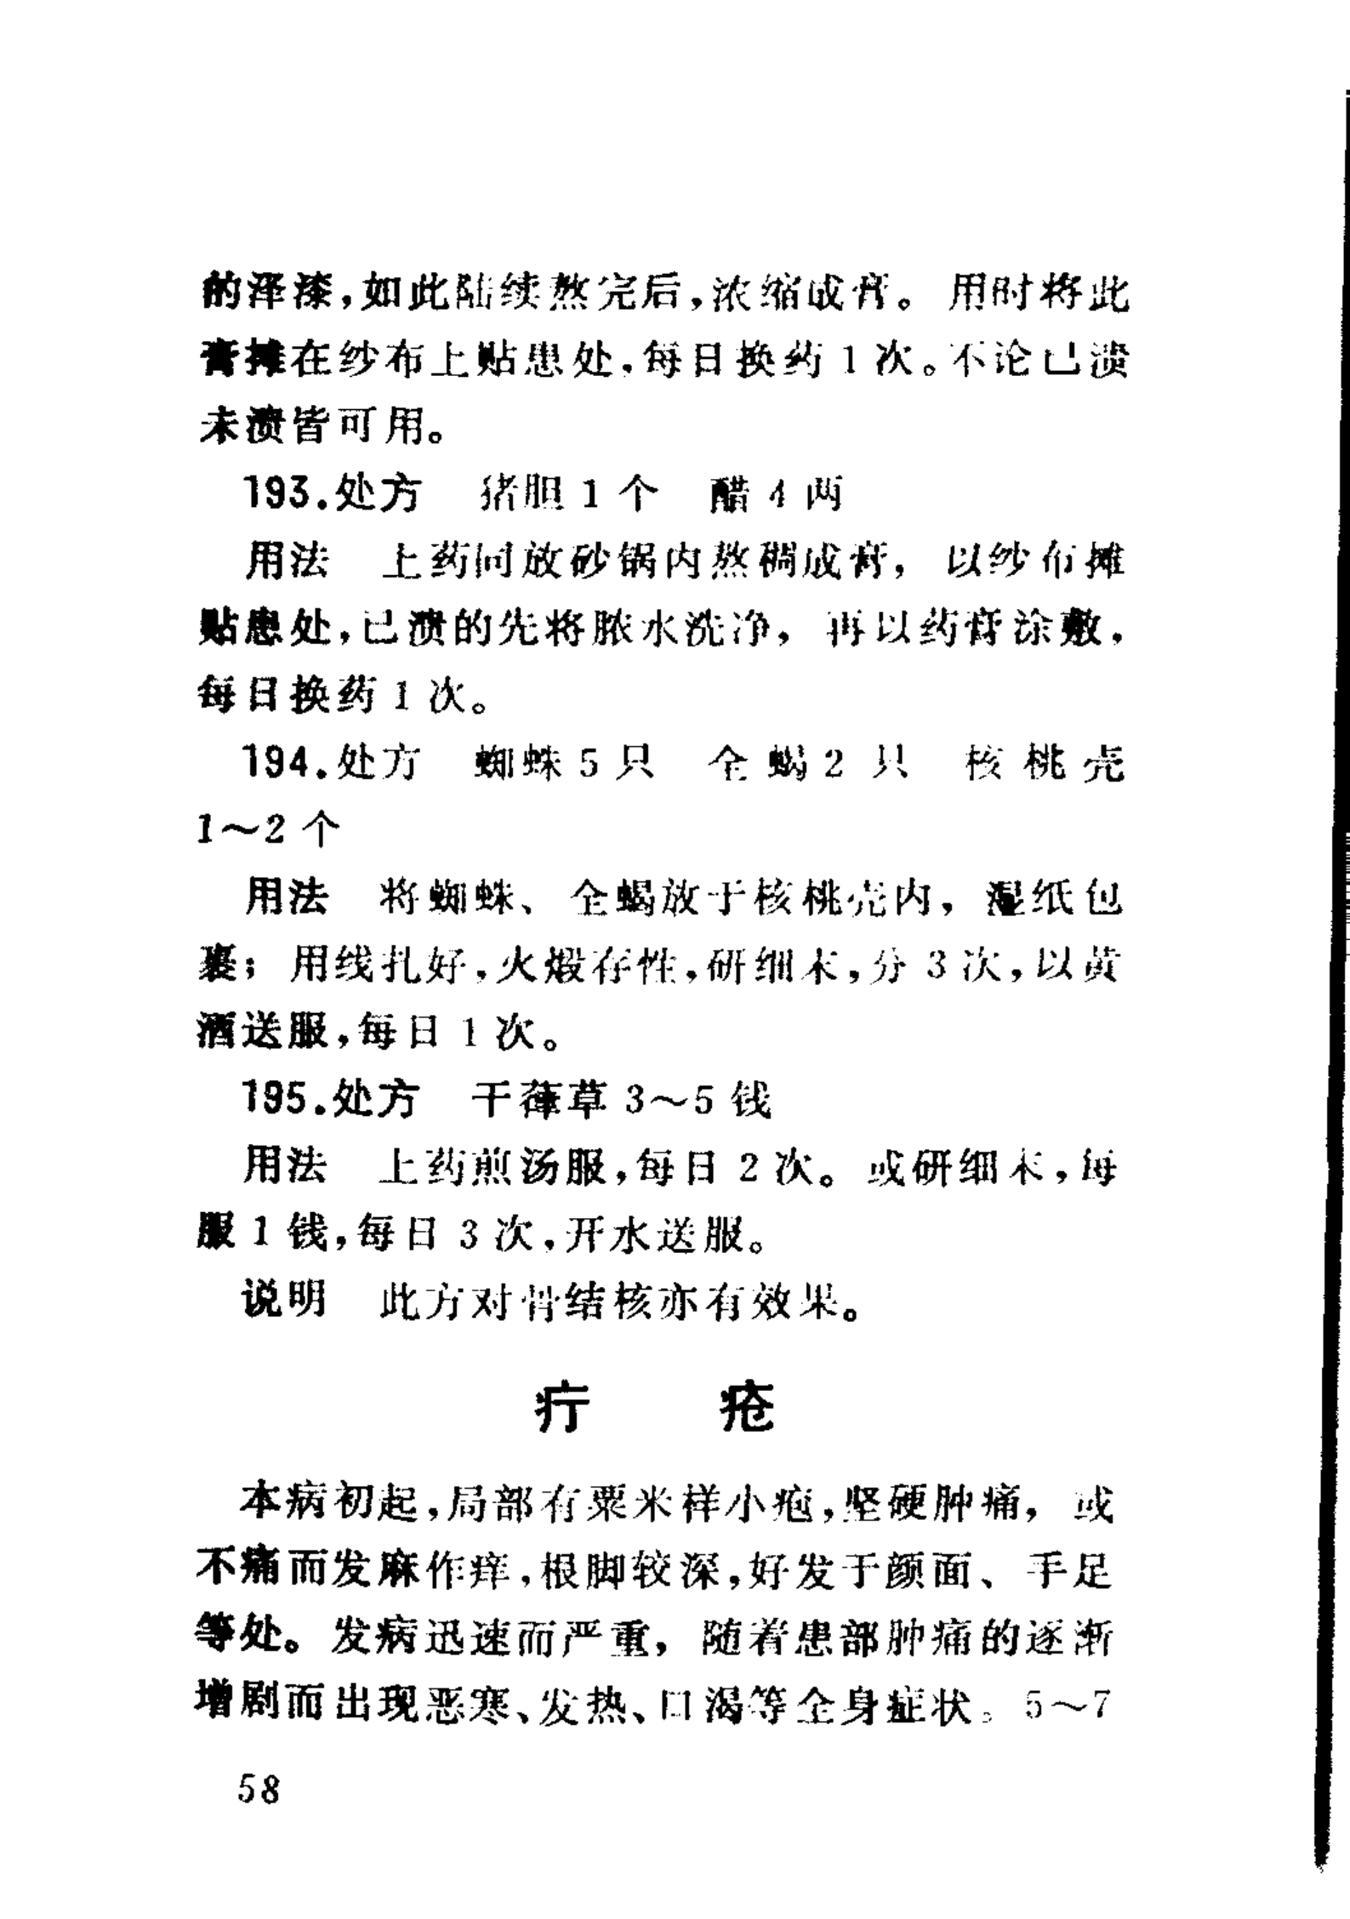 的泽漆，如此陆续熬完后，浓缩成膏。用时将此
膏摊在纱布上贴患处，每日换药1次。不论已溃
未溃皆可用。
193.处方　猪胆1个　醋4两
用法　上药同放砂锅内熬稠成膏，以纱布摊
贴患处，已溃的先将脓水洗净，再以药膏涂敷，
每日换药1次。
194.处方　蜘蛛5只　全蝎2只　核桃壳
1～2个
用法　将蜘蛛、全蝎放于核桃壳内，湿纸包
裹；用线扎好，火煅存性，研细末，分3次，以黄
酒送服，每日1次。
195.处方　干葎草3～5钱
用法　上药煎汤服，每日2次。或研细末，每
服1钱，每日3次，开水送服。
说明　此方对骨结核亦有效果。
疔　疮
本病初起，局部有粟米样小疱，坚硬肿痛，或
不痛而发麻作痒，根脚较深，好发于颜面、手足
等处。发病迅速而严重，随着患部肿痛的逐渐
增剧而出现恶寒、发热、口渴等全身症状。5～7
58